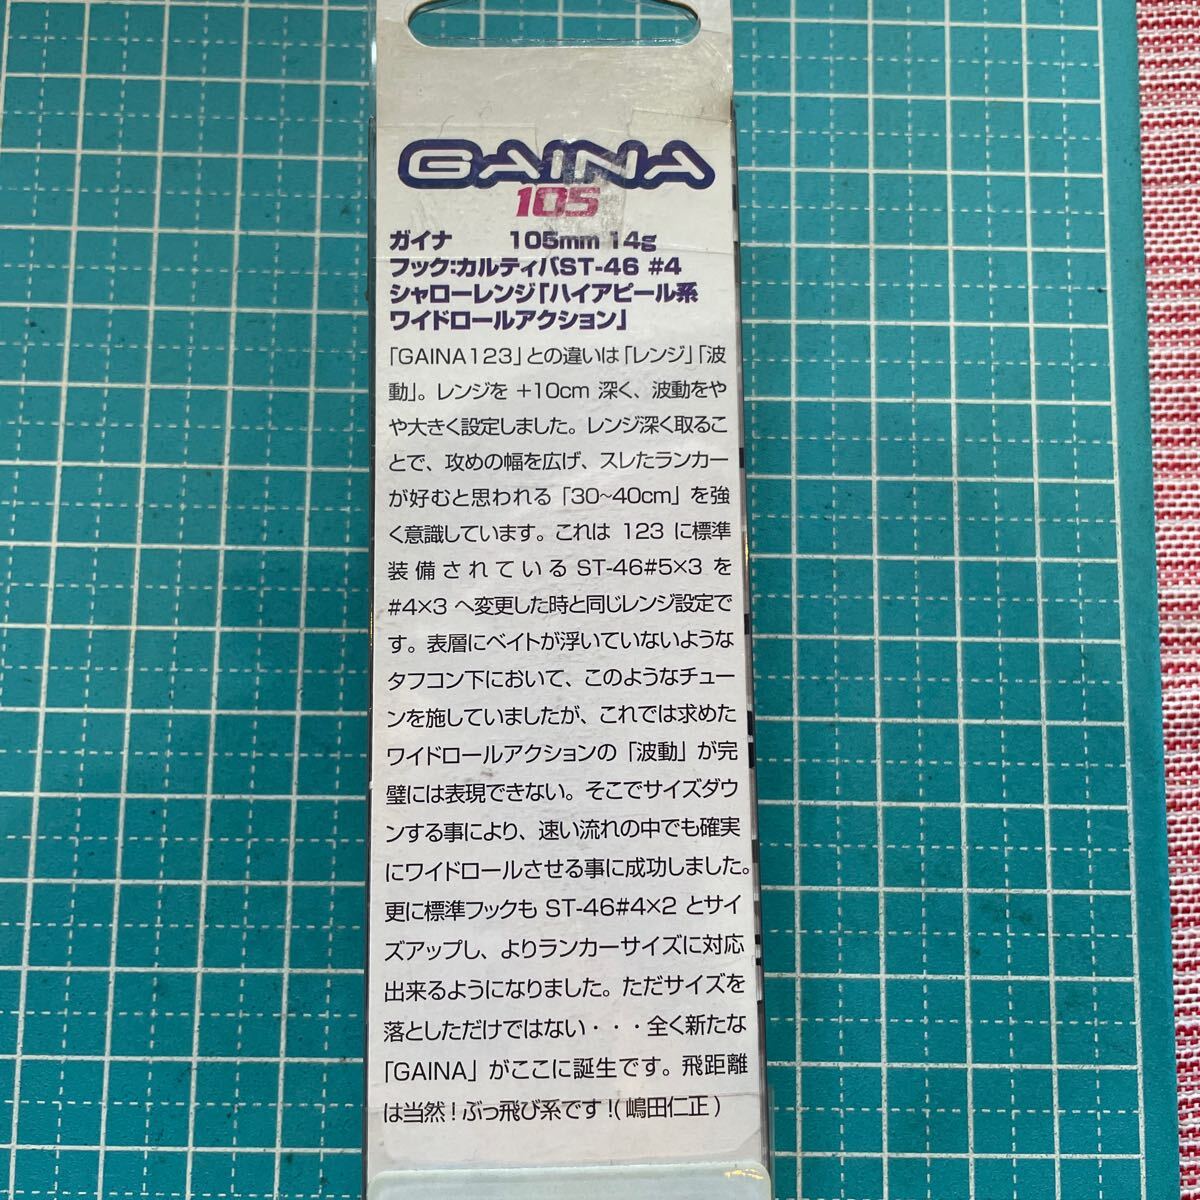 GAINA
105
ガイナ 105mm 14g
フック:カルティバST-46 #4
シャローレンジ「ハイアピール系
ワイドロールアクション」
「GAINA123」との違いは「レンジ」「波
動」。レンジを +10cm 深く、波動をや
や大きく設定しました。レンジ深く取るこ
とで、攻めの幅を広げ、スレたランカー
が好むと思われる「30~40cm」を強
く意識しています。これは 123 に標準
装備されているST-46#5×3 を
#4×3 へ変更した時と同じレンジ設定で
す。表層にベイトが浮いていないような
タフコン下において、このようなチュー
ンを施していましたが、これでは求めた
ワイドロールアクションの「波動」が完
璧には表現できない。そこでサイズダウ
ンする事により、速い流れの中でも確実
にワイドロールさせる事に成功しました。
更に標準フックも ST-46#4×2 とサイ
ズアップし、よりランカーサイズに対応
出来るようになりました。ただサイズを
落としただけではない・・・全く新たな
「GAINA」がここに誕生です。飛距離
は当然!ぶっ飛び系です!(嶋田仁正)